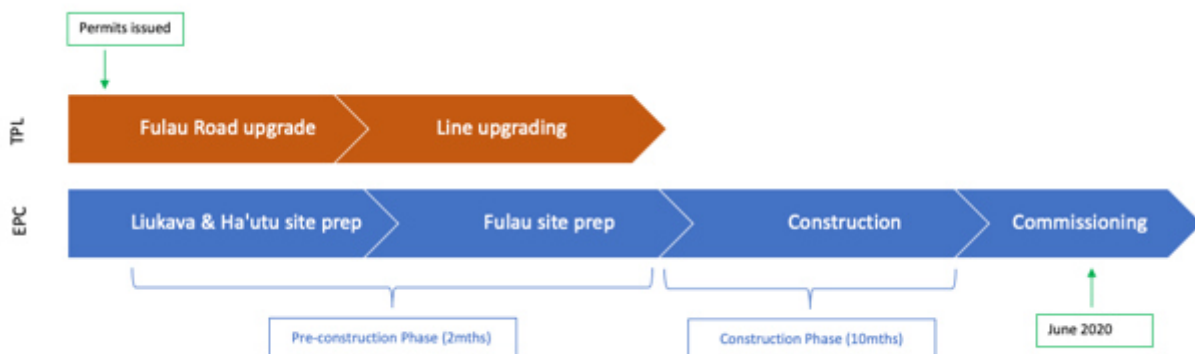 Permits issued
TPL
Fulau Road upgrade
Line upgrading
EPC
Liukava & Ha'utu site prep
Fulau site prep
Construction
Commissioning
Pre-construction Phase (2mths)
Construction Phase (10mths)
June 2020